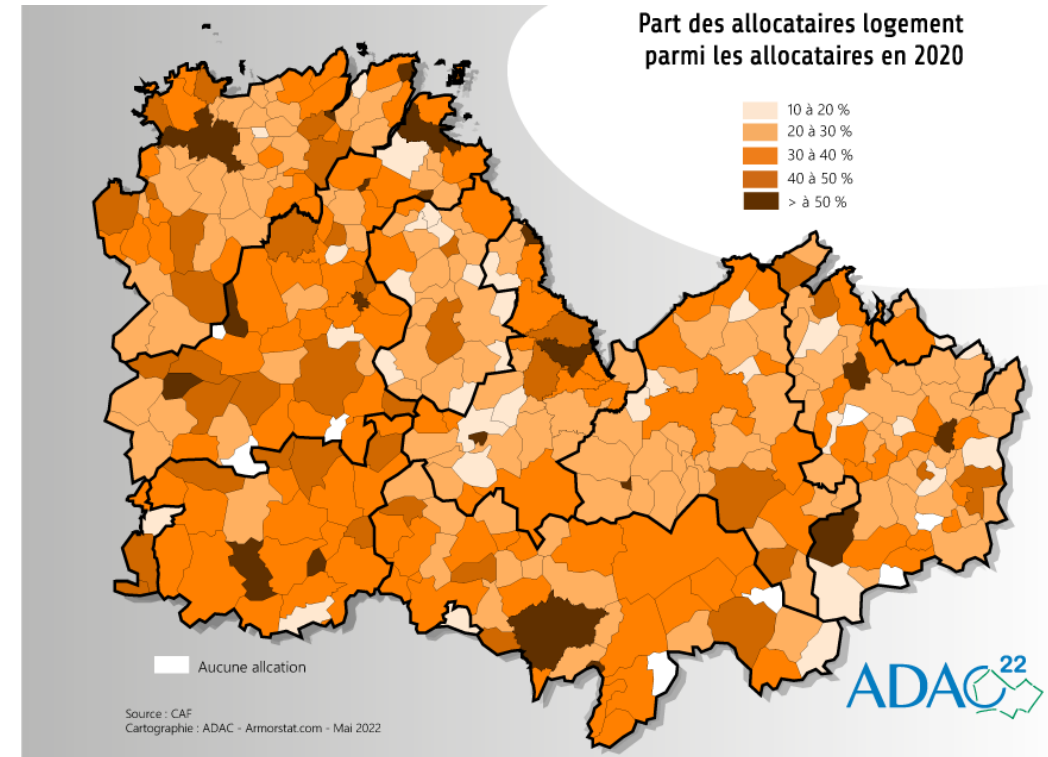 Part des allocataires logement
parmi les allocataires en 2020
10 à 20 %
20 à 30 %
30 à 40 %
40 à 50 %
> à 50 %
Aucune allcation
Source : CAF
Cartographie : ADAC - Armorstat.com - Mai 2022
ADAC 22